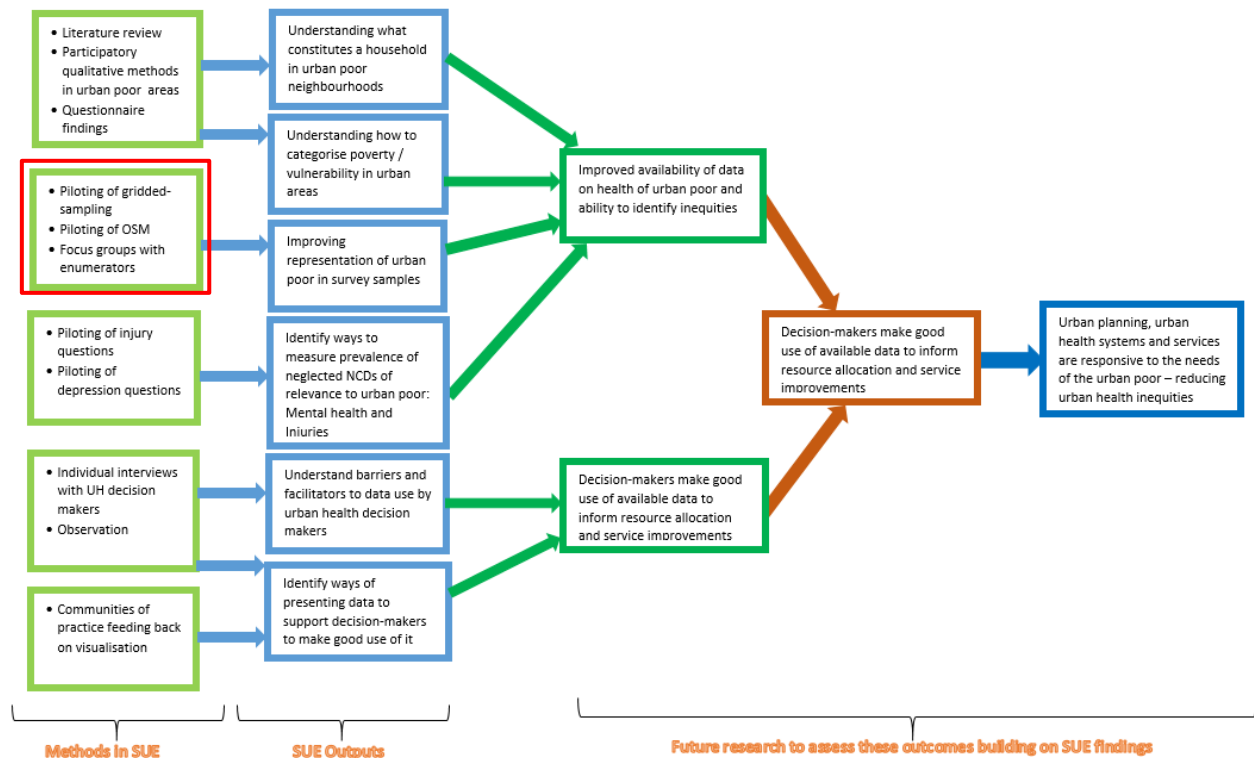 • Literature review
• Participatory
qualitative methods
in urban poor areas
• Questionnaire
findings
• Piloting of gridded-
sampling
• Piloting of OSM
• Focus groups with
enumerators
• Piloting of injury
questions
• Piloting of
depression questions
• Individual interviews
with UH decision
makers
• Observation
• Communities of
practice feeding back
on visualisation
Understanding what
constitutes a household
in urban poor
neighbourhoods
Understanding how to
categorise poverty /
vulnerability in urban
areas
Improving
representation of urban
poor in survey samples
Identify ways to
measure prevalence of
neglected NCDs of
relevance to urban poor:
Mental health and
Injuries
Understand barriers and
facilitators to data use by
urban health decision
makers
Identify ways of
presenting data to
support decision-makers
to make good use of it
Improved availability of data
on health of urban poor and
ability to identify inequities
Decision-makers make good
use of available data to
inform resource allocation
and service improvements
Decision-makers make good
use of available data to inform
resource allocation and service
improvements
Urban planning, urban
health systems and services
are responsive to the needs
of the urban poor – reducing
urban health inequities
Methods in SUE
SUE Outputs
Future research to assess these outcomes building on SUE findings